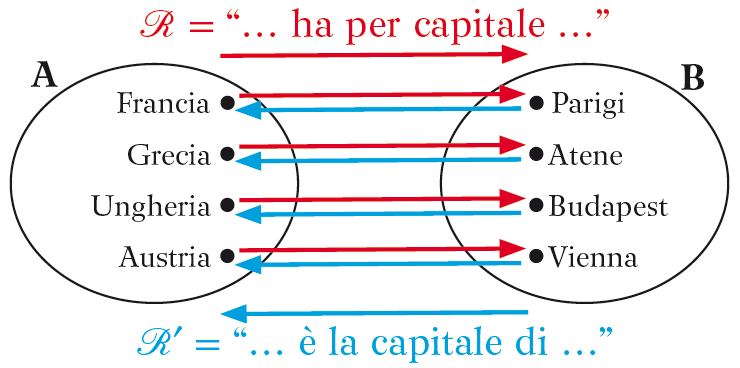 ℛ = “... ha per capitale ...”
A
B
Francia
Parigi
Grecia
Atene
Ungheria
Budapest
Austria
Vienna
ℛ′ = “... è la capitale di ...”